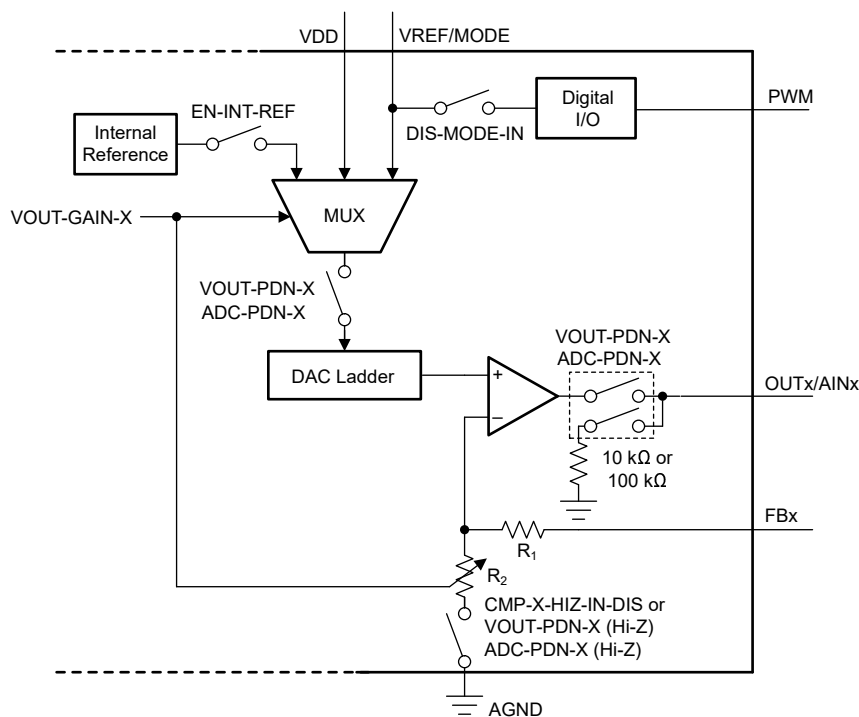 VDD
VREF/MODE
Internal
Reference
EN-INT-REF
DIS-MODE-IN
Digital
I/O
PWM
VOUT-GAIN-X
MUX
VOUT-PDN-X
ADC-PDN-X
DAC Ladder
+
–
VOUT-PDN-X
ADC-PDN-X
OUTx/AINx
10 kΩ or
100 kΩ
FBx
R1
R2
CMP-X-HIZ-IN-DIS or
VOUT-PDN-X (Hi-Z)
ADC-PDN-X (Hi-Z)
AGND